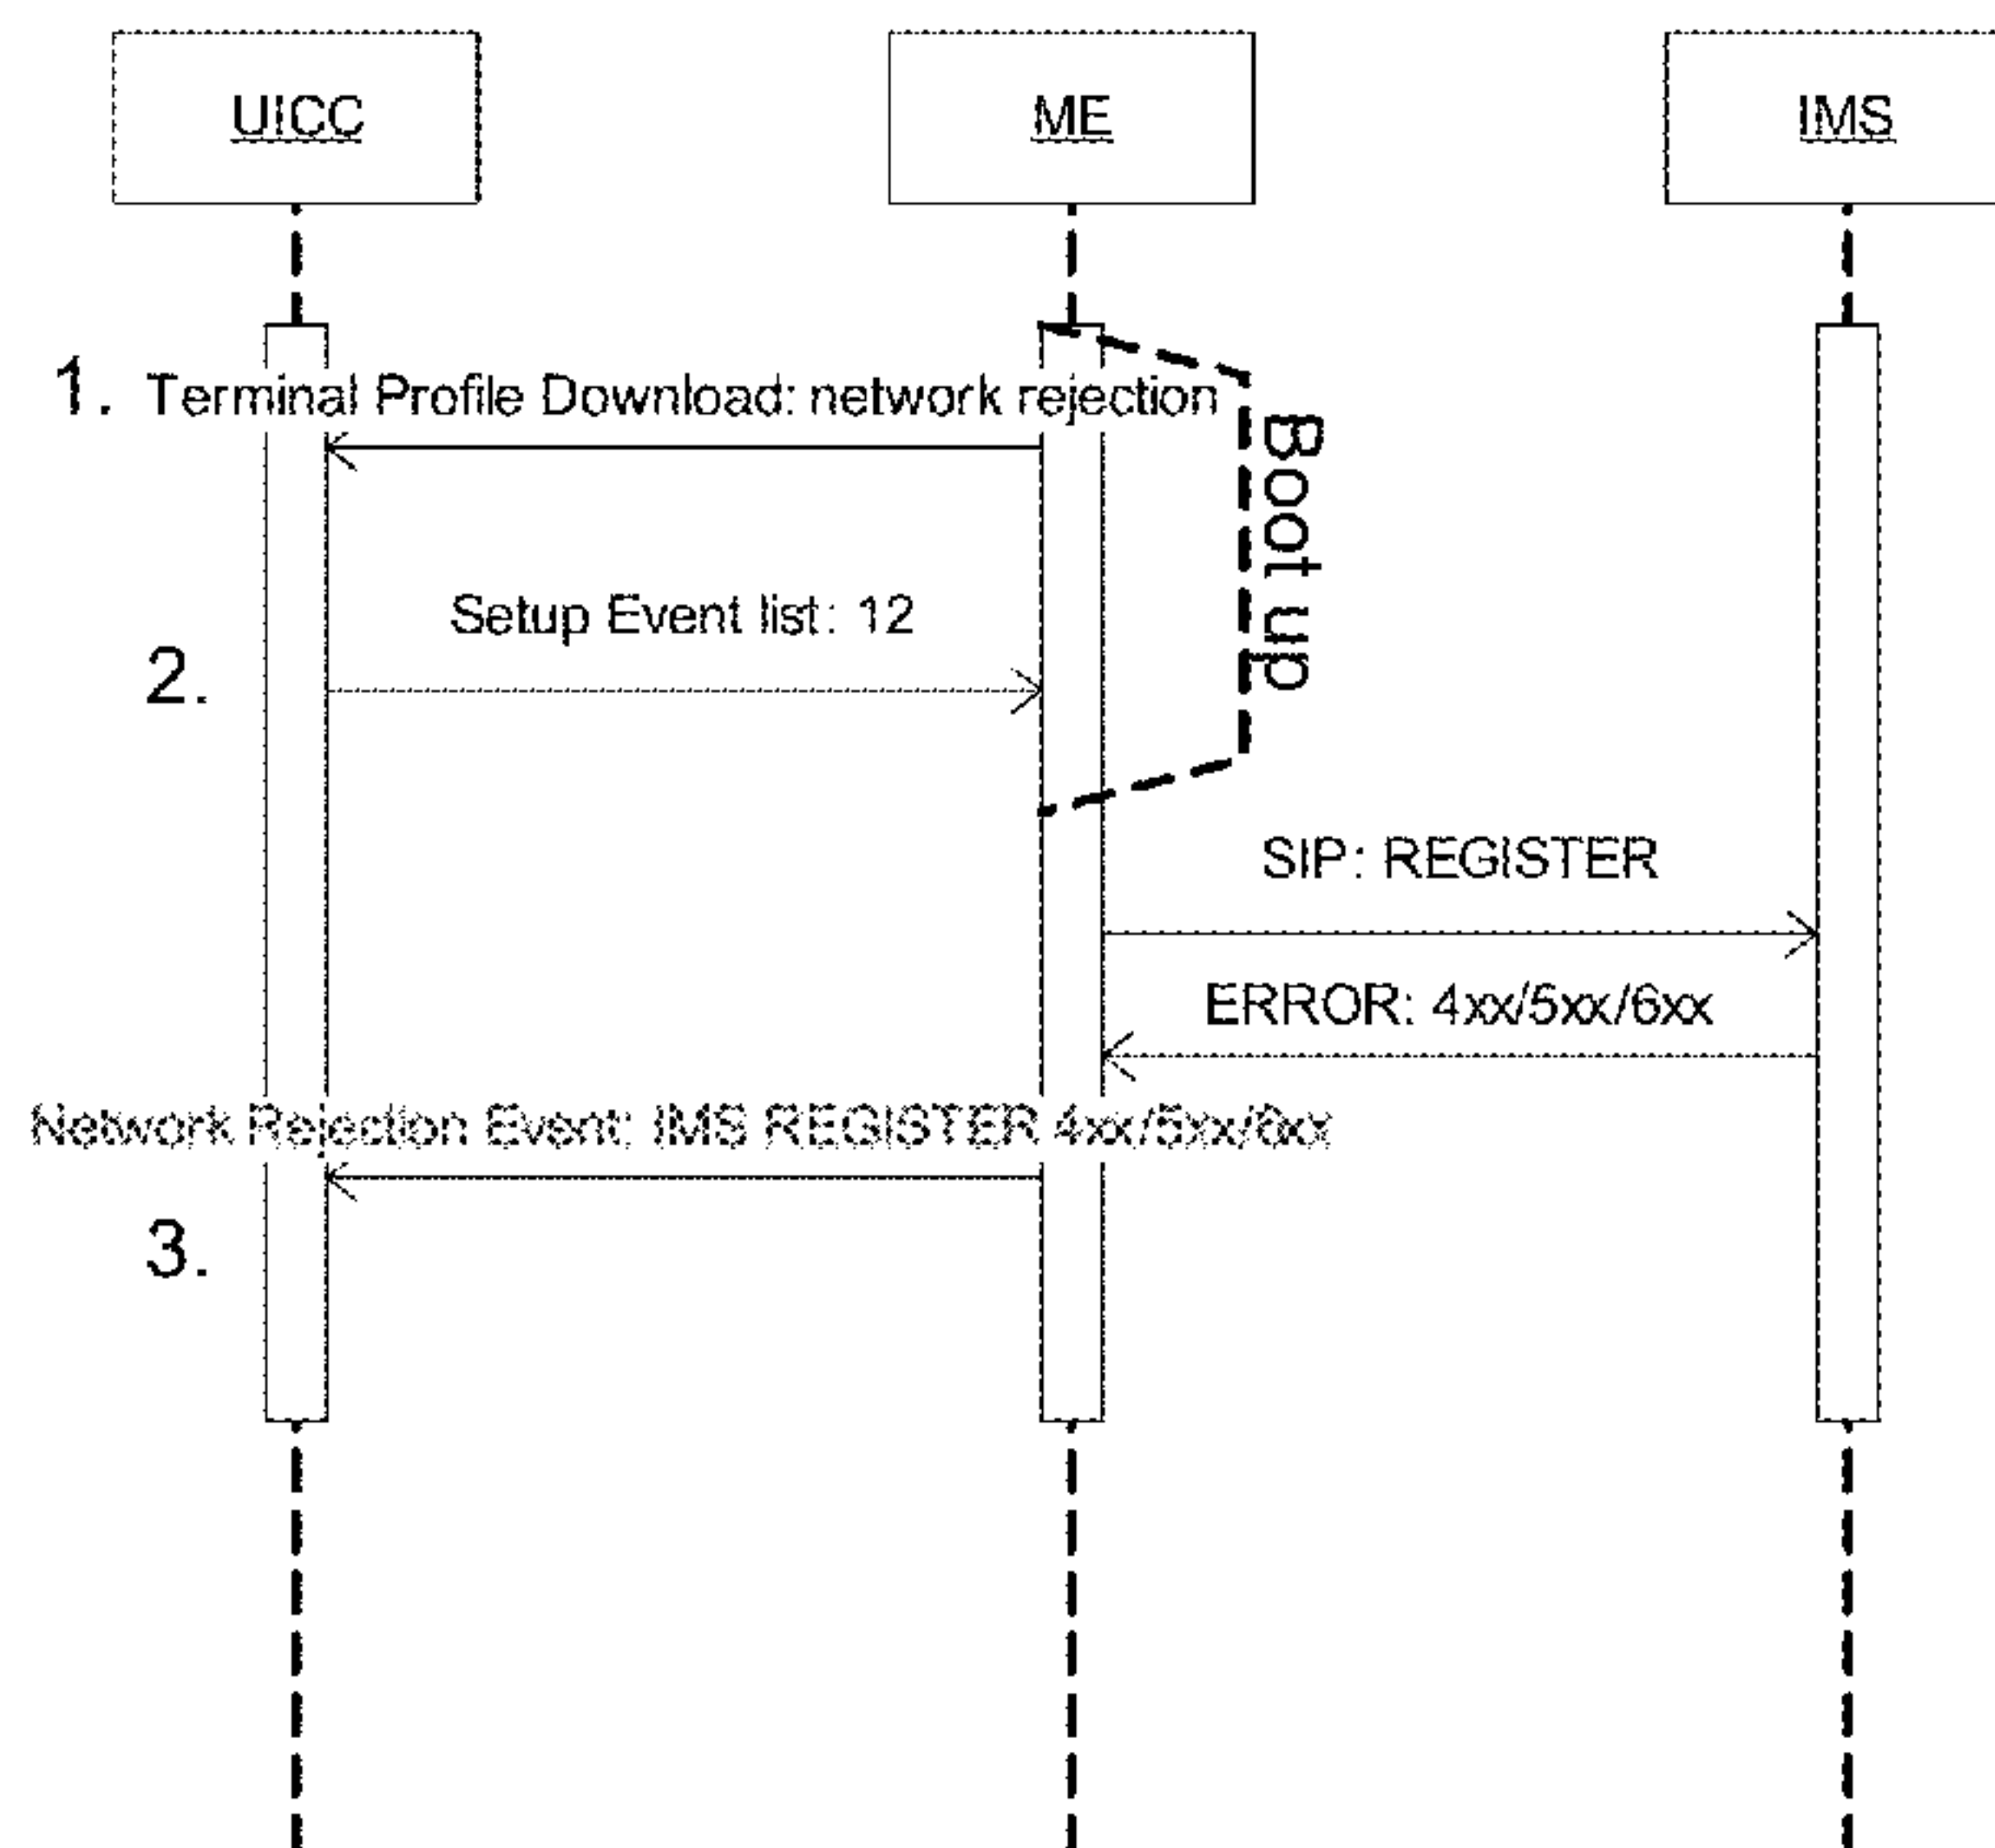 UICC
ME
IMS
1. Terminal Profile Download: network rejection
Boot up
Setup Event list: 12
2.
SIP: REGISTER
ERROR: 4xx/5xx/6xx
Network Rejection Event: IMS REGISTER 4xx/5xx/6xx
3.